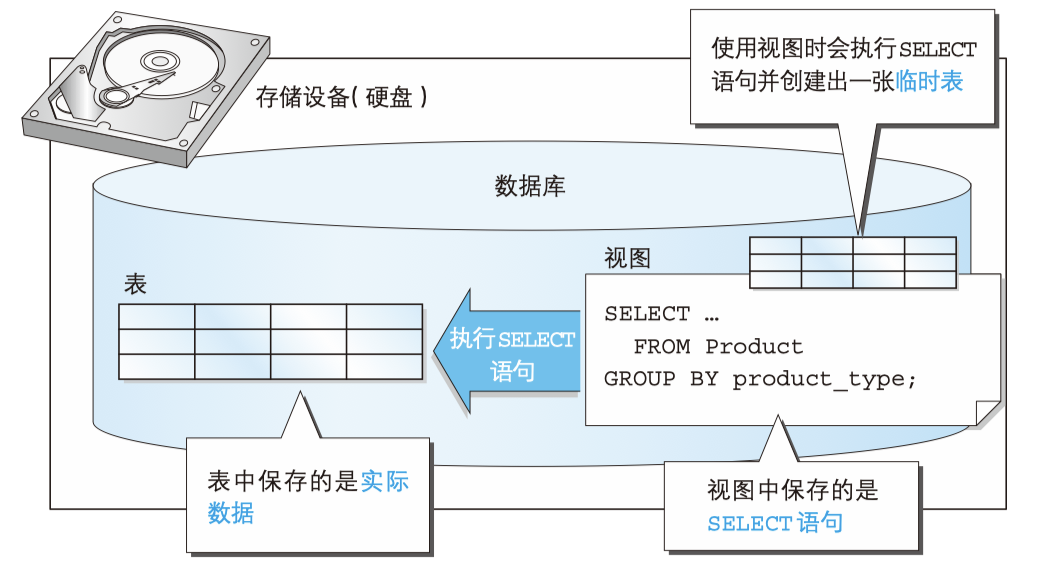 使用视图时会执行SELECT
语句并创建出一张临时表
存储设备(硬盘)
数据库
表
视图
SELECT …
FROM Product
GROUP BY product_type;
执行SELECT
语句
表中保存的是实际
数据
视图中保存的是
SELECT语句